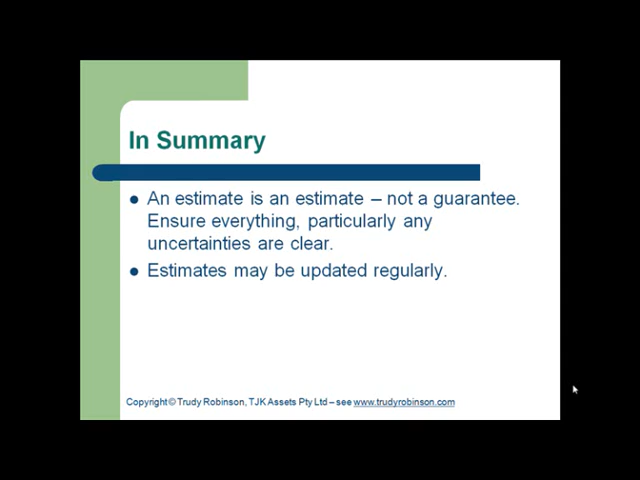 In Summary
● An estimate is an estimate – not a guarantee.
Ensure everything, particularly any
uncertainties are clear.
● Estimates may be updated regularly.
Copyright © Trudy Robinson, TJK Assets Pty Ltd – see www.trudyrobinson.com